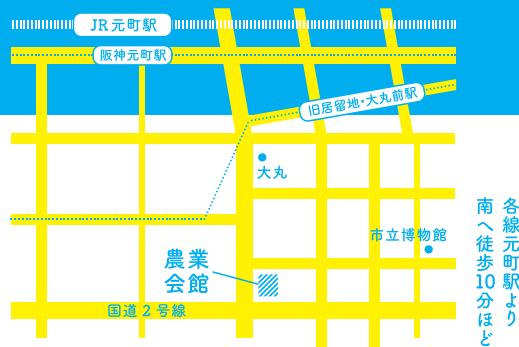 JR元町駅
阪神元町駅
旧居留地・大丸前駅
大丸
市立博物館
農業
会館
国道2号線
各線元町駅より
南へ徒歩10分ほど